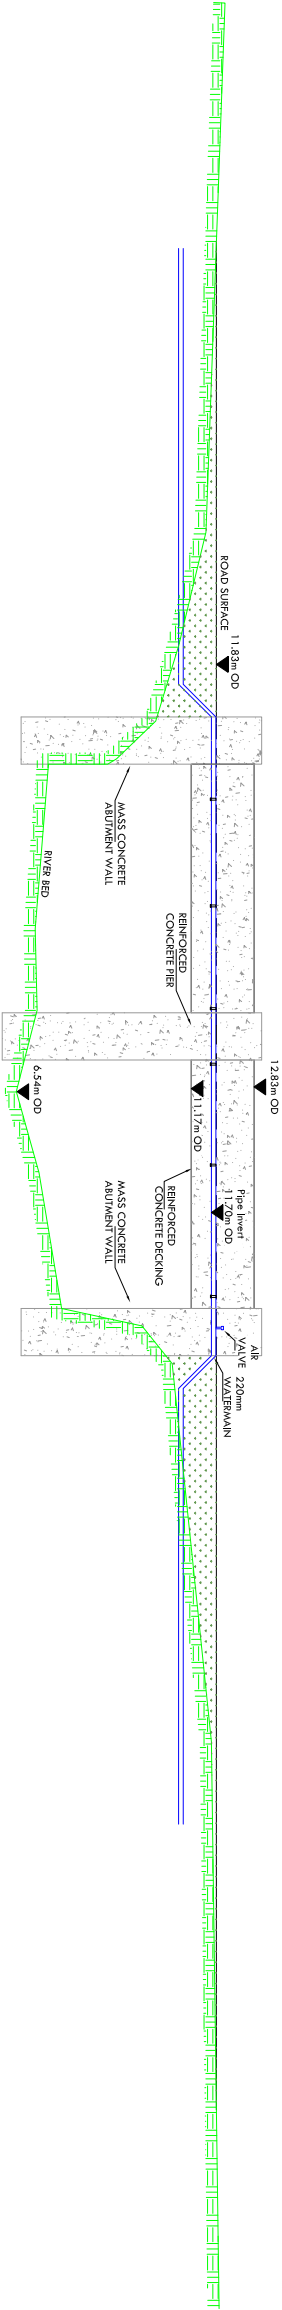 ROAD SURFACE
11.83m OD
MASS CONCRETE
ABUTMENT WALL
RIVER BED
REINFORCED
CONCRETE PIER
12.83m OD
11.17m OD
6.54m OD
Pipe Invert
11.70m OD
REINFORCED
CONCRETE DECKING
MASS CONCRETE
ABUTMENT WALL
AIR
VALVE
220mm
WATERMAIN